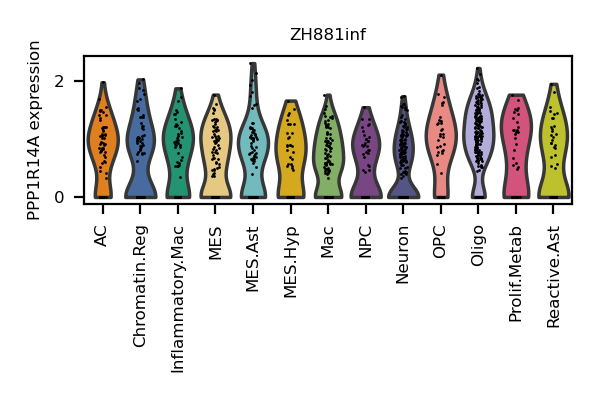 ZH881inf
PPP1R14A expression
2
0
AC
Chromatin.Reg
Inflammatory.Mac
MES
MES.Ast
MES.Hyp
Mac
NPC
Neuron
OPC
Oligo
Prolif.Metab
Reactive.Ast